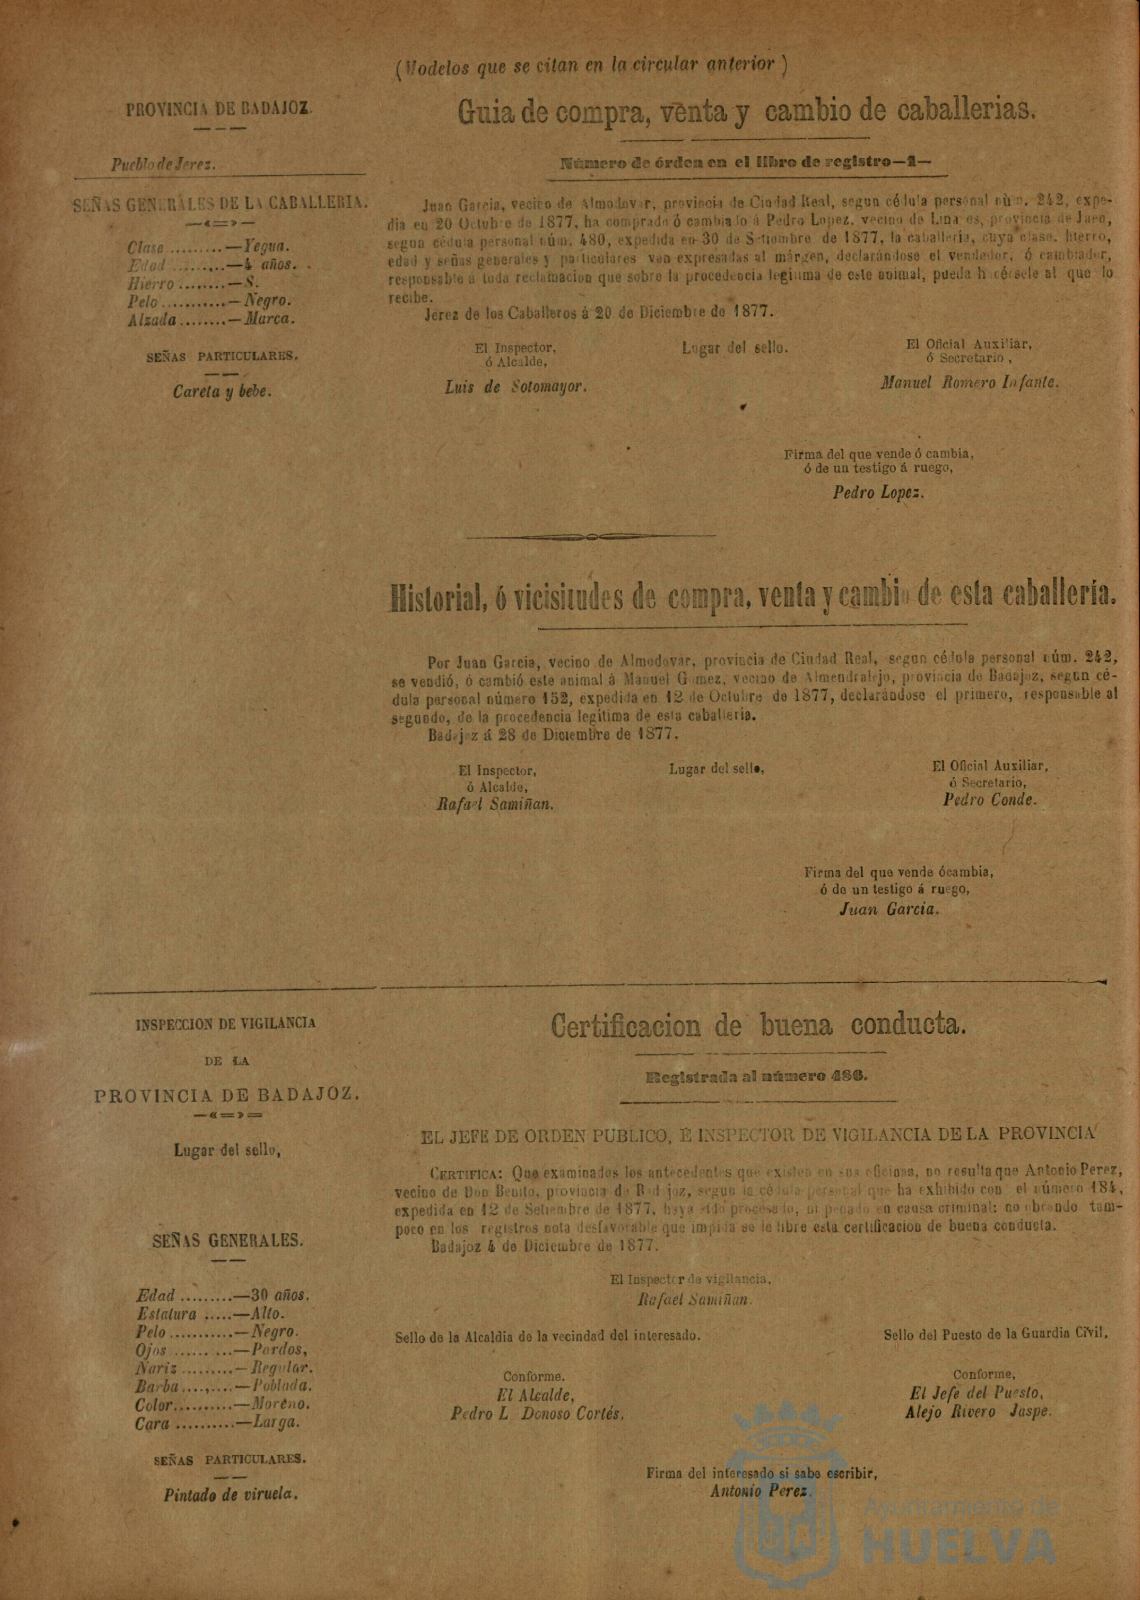 (Modelos que se citan en la circular anterior)
PROVINCIA DE BADAJOZ.
Pueblo de Jerez.
SEÑAS GENERALES DE LA CABALLERIA.
Clase .........—Yegua.
Edad .........—4 años.
Hierro ........—S.
Pelo ...........—Negro.
Alzada ........—Marca.
SEÑAS PARTICULARES.
Careta y bebe.
Guia de compra, venta y cambio de caballerias.
Número de órden en el libro de registro—1—
Juan Garcia, vecino de Almodovar, provincia de Ciudad Real, segun cédula personal núm. 242, expe-
dia en 20 Octubre de 1877, ha comprado ó cambiado á Pedro Lopez, vecino de Linares, provincia de Jaen,
segun cédula personal núm. 480, expedida en 30 de Setiembre de 1877, la caballeria, cuya clase, hierro,
edad y señas generales y particulares van expresadas al márgen, declarándose el vendedor, ó cambiador,
responsable á toda reclamacion que sobre la procedencia legitima de este animal, pueda hacérsele al que lo
recibe.
Jerez de los Caballeros á 20 de Diciembre de 1877.
El Inspector,
ó Alcalde,
Luis de Sotomayor.
Lugar del sello.
El Oficial Auxiliar,
ó Secretario,
Manuel Romero Infante.
Firma del que vende ó cambia,
ó de un testigo á ruego,
Pedro Lopez.
Historial, ó vicisitudes de compra, venta y cambio de esta caballería.
Por Juan Garcia, vecino de Almodovar, provincia de Ciudad Real, segun cédula personal núm. 242,
se vendió, ó cambió este animal á Manuel Gomez, vecino de Almendralejo, provincia de Badajoz, segun cé-
dula personal número 152, expedida en 12 de Octubre de 1877, declarándose el primero, responsable al
segundo, de la procedencia legítima de esta caballeria.
Badajoz á 28 de Diciembre de 1877.
El Inspector,
ó Alcalde,
Rafael Samiñan.
Lugar del sello,
El Oficial Auxiliar,
ó Secretario,
Pedro Conde.
Firma del que vende ócambia,
ó de un testigo á ruego,
Juan Garcia.
INSPECCION DE VIGILANCIA
DE LA
PROVINCIA DE BADAJOZ.
Lugar del sello,
SEÑAS GENERALES.
Edad .........—30 años.
Estatura .....—Alto.
Pelo...........—Negro.
Ojos ..........—Pardos,
Nariz .........—Regular.
Barba.........—Poblada.
Color..........—Moreno.
Cara ..........—Larga.
SEÑAS PARTICULARES.
Pintado de viruela.
Certificacion de buena conducta.
Registrada al número 486.
EL JEFE DE ORDEN PUBLICO, É INSPECTOR DE VIGILANCIA DE LA PROVINCIA
CERTIFICA: Que examinados los antecedentes que existen en sus oficinas, no resulta que Antonio Perez,
vecino de Don Benito, provincia de Badajoz, segun la cédula personal que ha exhibido con el número 184,
expedida en 12 de Setiembre de 1877, haya sido procesado, ni penado en causa criminal: no obrando tam-
poco en los registros nota desfavorable que impida se le libre esta certificacion de buena conducta.
Badajoz 4 de Diciembre de 1877.
El Inspector de vigilancia,
Rafael Samiñan.
Sello de la Alcaldia de la vecindad del interesado.
Sello del Puesto de la Guardia Civil,
Conforme.
El Alcalde,
Pedro L Donoso Cortés.
Conforme,
El Jefe del Puesto,
Alejo Rivero Jaspe.
Firma del interesado si sabe escribir,
Antonio Perez.
Ayuntamiento de
HUELVA